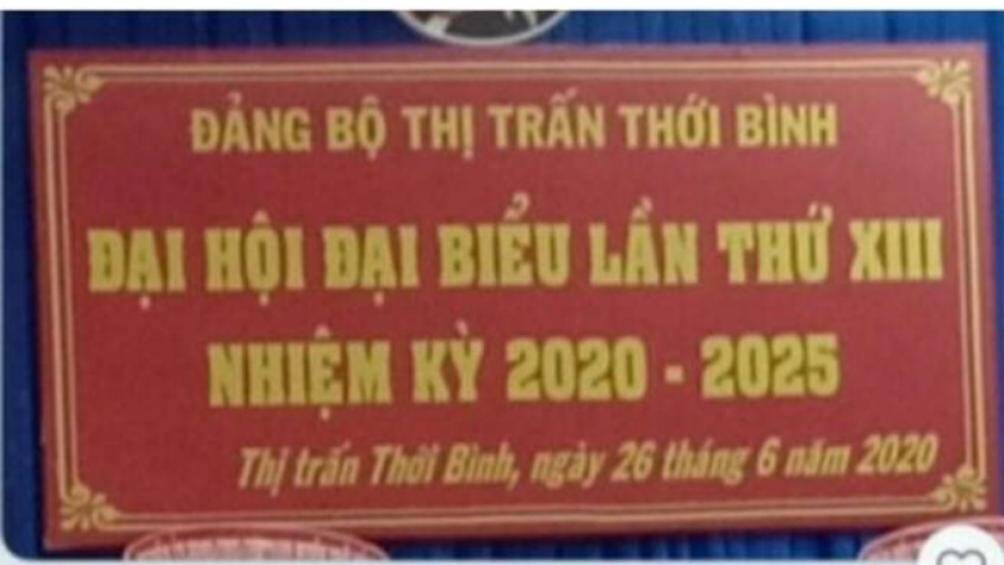 ĐẢNG BỘ THỊ TRẤN THỚI BÌNH
ĐẠI HỘI ĐẠI BIỂU LẦN THỨ XIII
NHIỆM KỲ 2020 - 2025
Thị trấn Thới Bình, ngày 26 tháng 6 năm 2020